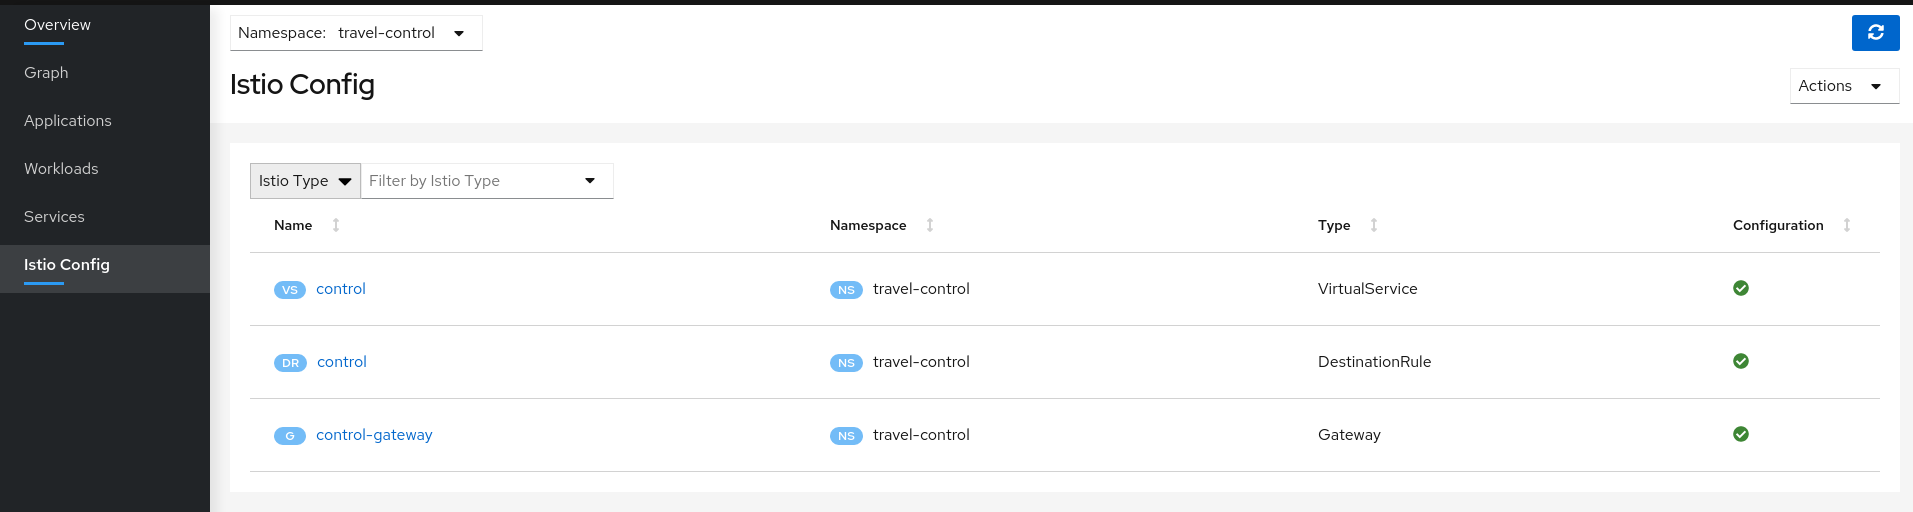 Overview
Graph
Applications
Workloads
Services
Istio Config
Namespace: travel-control
Istio Config
Actions
Istio Type Filter by Istio Type
Name Namespace Type Configuration
VS control NS travel-control VirtualService
DR control NS travel-control DestinationRule
G control-gateway NS travel-control Gateway